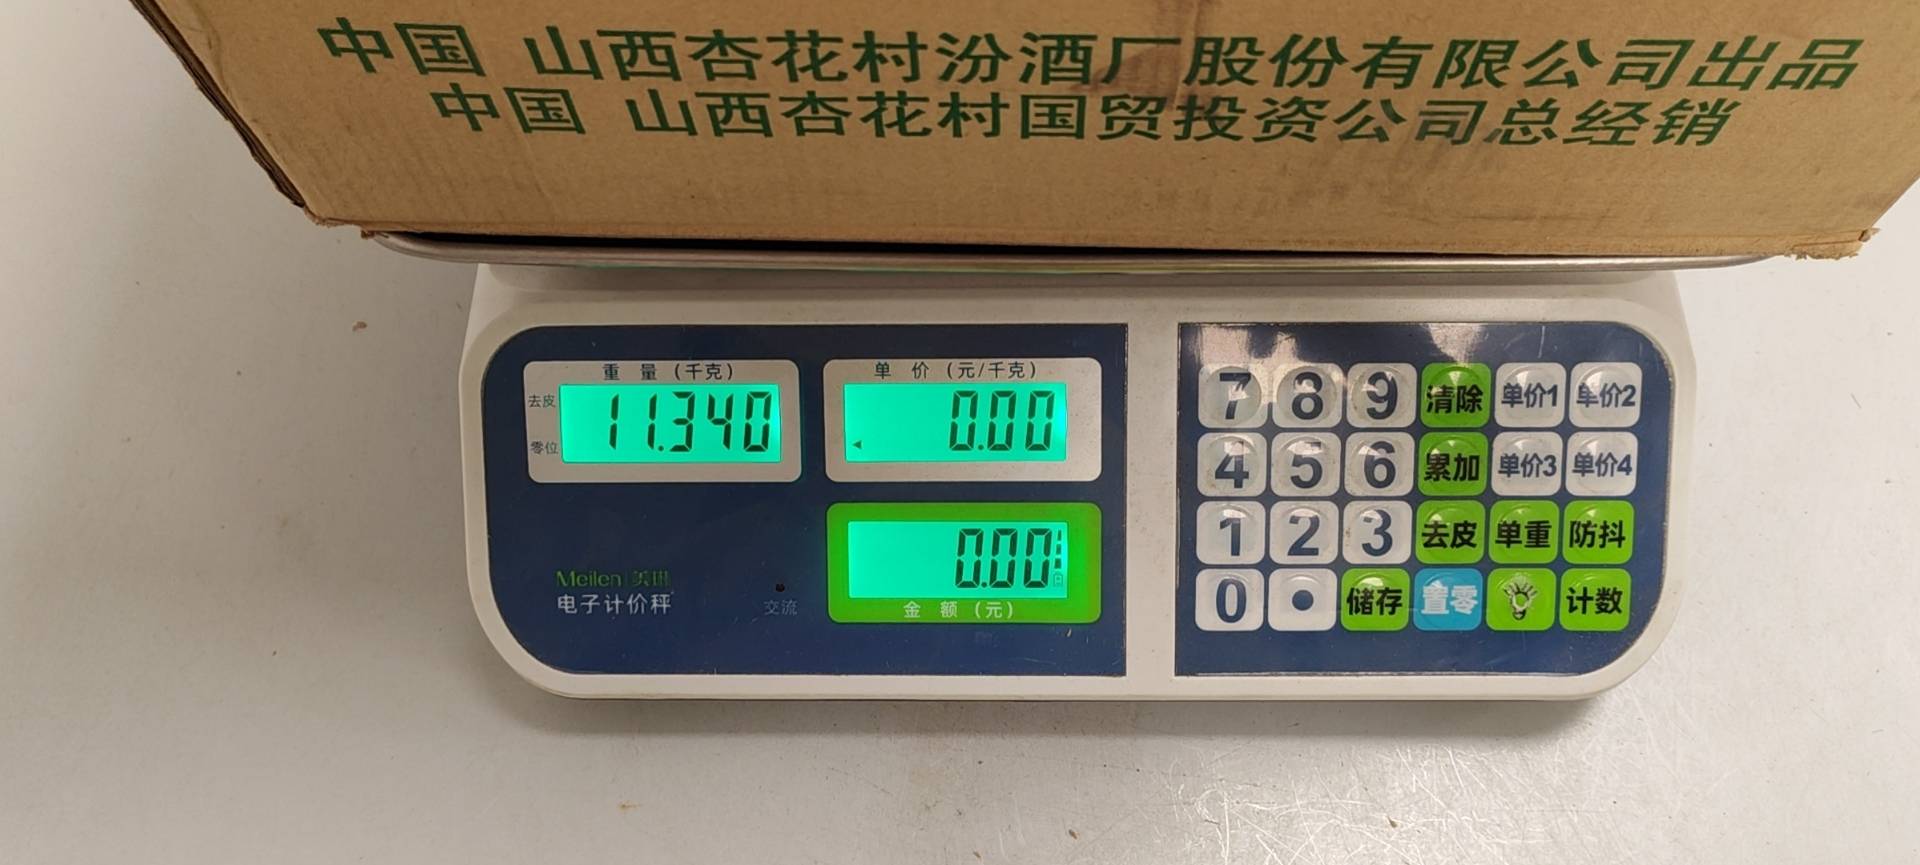 中国 山西杏花村汾酒厂股份有限公司出品
中国 山西杏花村国贸投资公司总经销
重 量 (千克)
去皮
零位
11.340
单 价 (元/千克)
0.00
0.00
金 额 (元)
Meilen 美琳
电子计价秤
交流
7 8 9 清除 单价1 单价2
4 5 6 累加 单价3 单价4
1 2 3 去皮 单重 防抖
0 • 储存 置零 计数